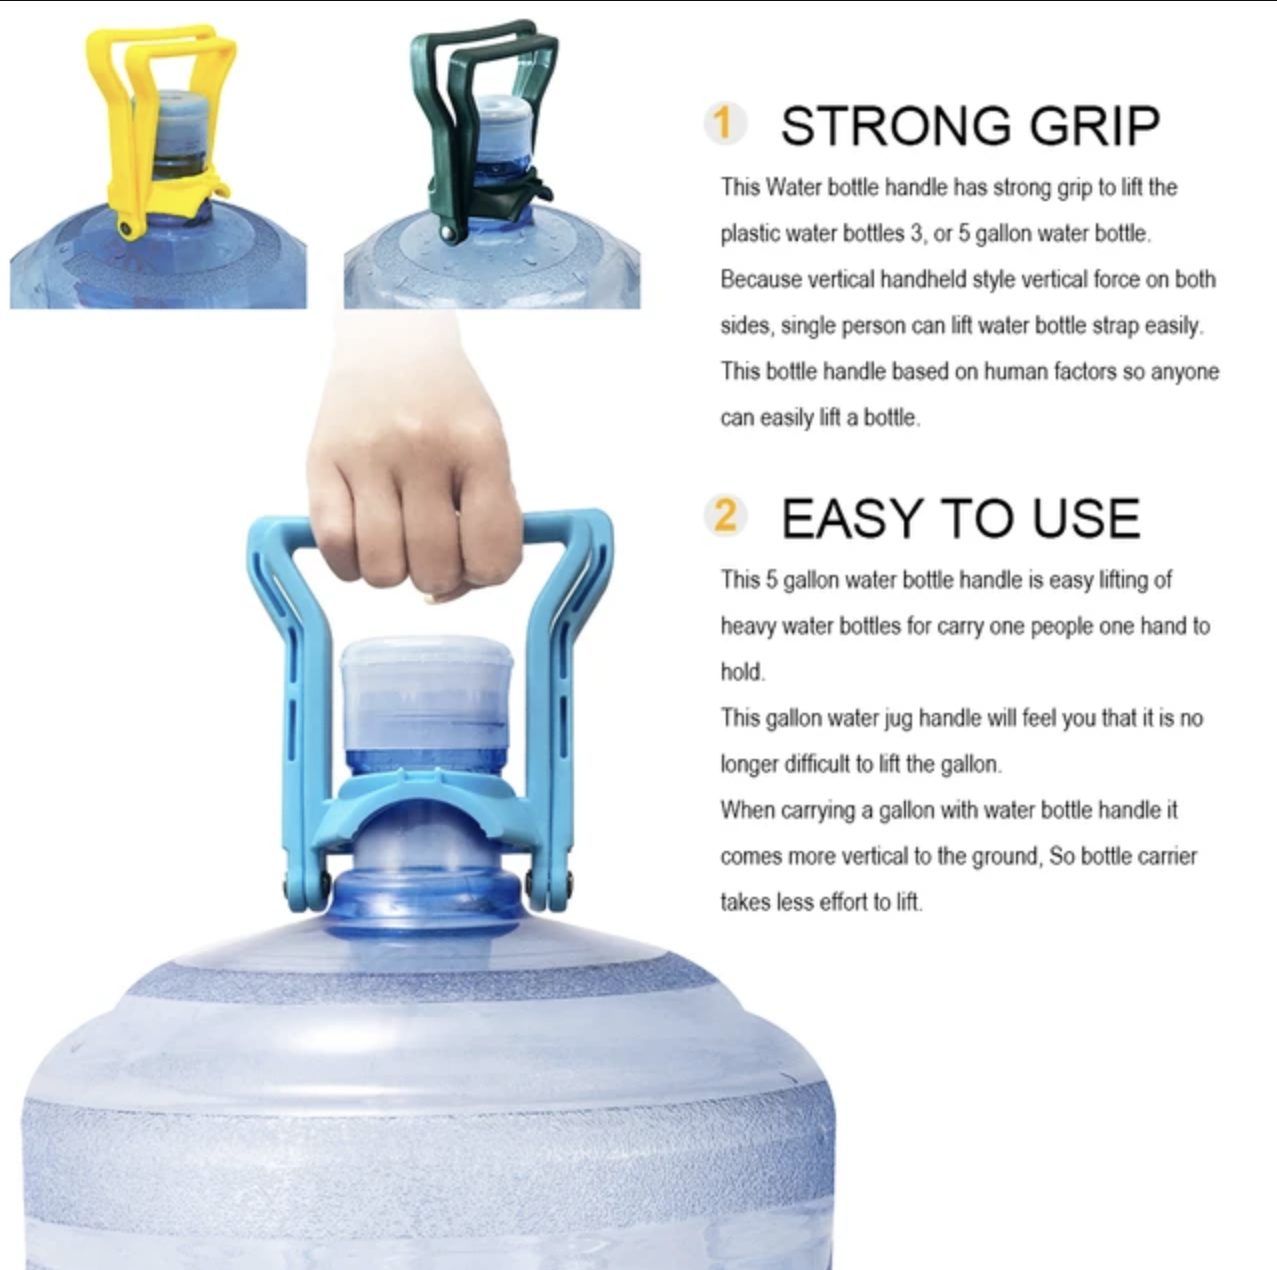 1 STRONG GRIP
This Water bottle handle has strong grip to lift the
plastic water bottles 3, or 5 gallon water bottle.
Because vertical handheld style vertical force on both
sides, single person can lift water bottle strap easily.
This bottle handle based on human factors so anyone
can easily lift a bottle.
2 EASY TO USE
This 5 gallon water bottle handle is easy lifting of
heavy water bottles for carry one people one hand to
hold.
This gallon water jug handle will feel you that it is no
longer difficult to lift the gallon.
When carrying a gallon with water bottle handle it
comes more vertical to the ground, So bottle carrier
takes less effort to lift.